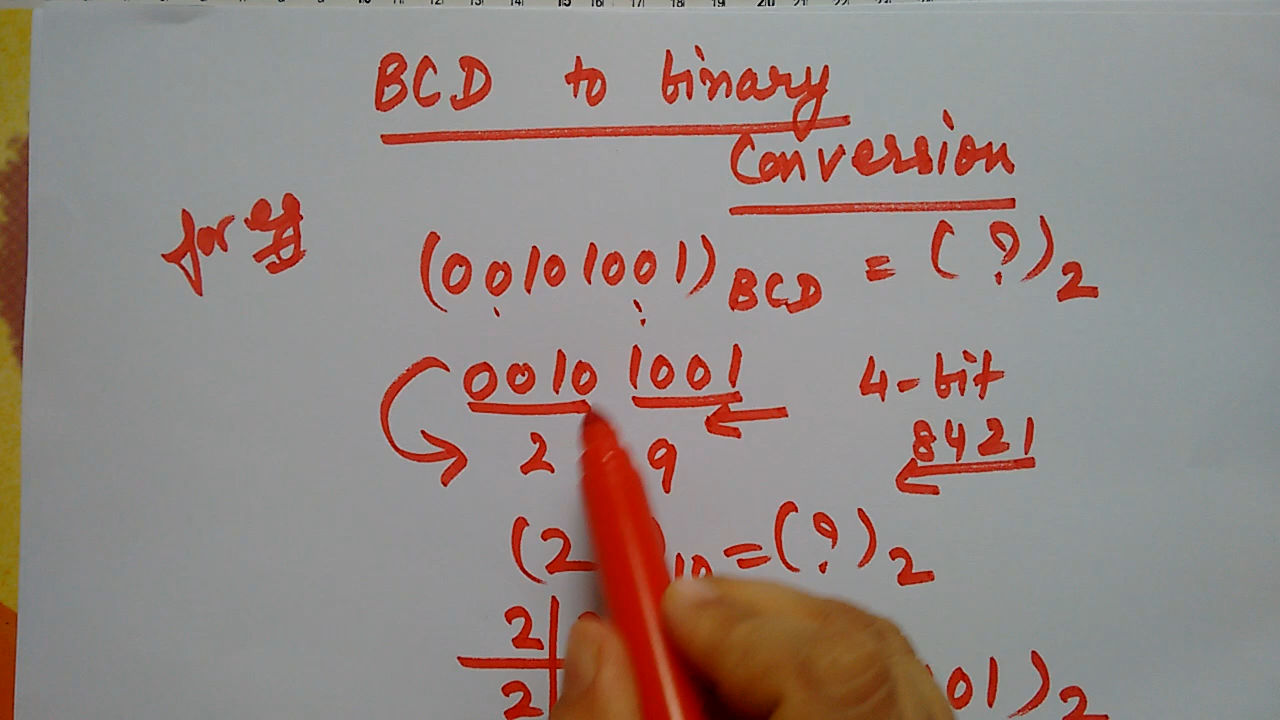 BCD to binary
Conversion
for eg
(00101001)BCD = (?)2
0010 1001 4-bit
2 9 8421
(2 )10 = (?)2
2
2 01)2